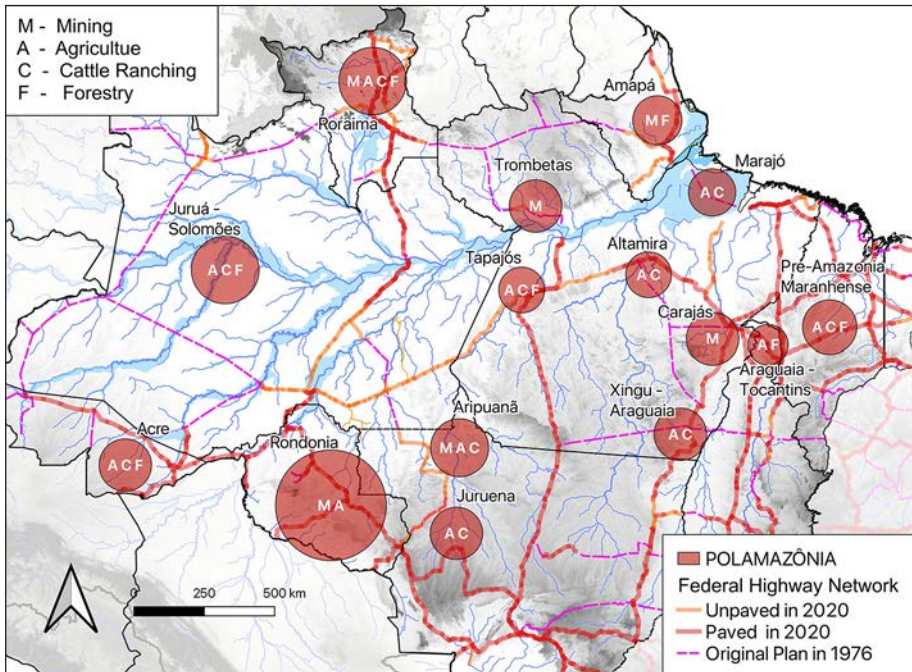 M - Mining
A - Agricultue
C - Cattle Ranching
F - Forestry
M A C F
Roraima
Amapá
M F
Trombetas
M
Marajó
A C
Juruá -
Solomões
A C F
Tapajós
A C F
Altamira
A C
Pre-Amazonia
Maranhense
A C F
Carajás
M
A F
Araguaia -
Tocantins
Xingu -
Araguaia
A C
Acre
A C F
Rondonia
M A
Aripuanã
M A C
Juruena
A C
0 250 500 km
POLAMAZÔNIA
Federal Highway Network
Unpaved in 2020
Paved in 2020
Original Plan in 1976